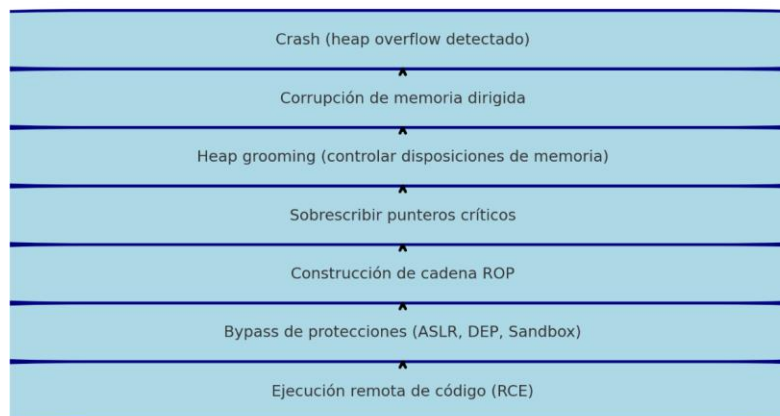 Crash (heap overflow detectado)
Corrupción de memoria dirigida
Heap grooming (controlar disposiciones de memoria)
Sobrescribir punteros críticos
Construcción de cadena ROP
Bypass de protecciones (ASLR, DEP, Sandbox)
Ejecución remota de código (RCE)